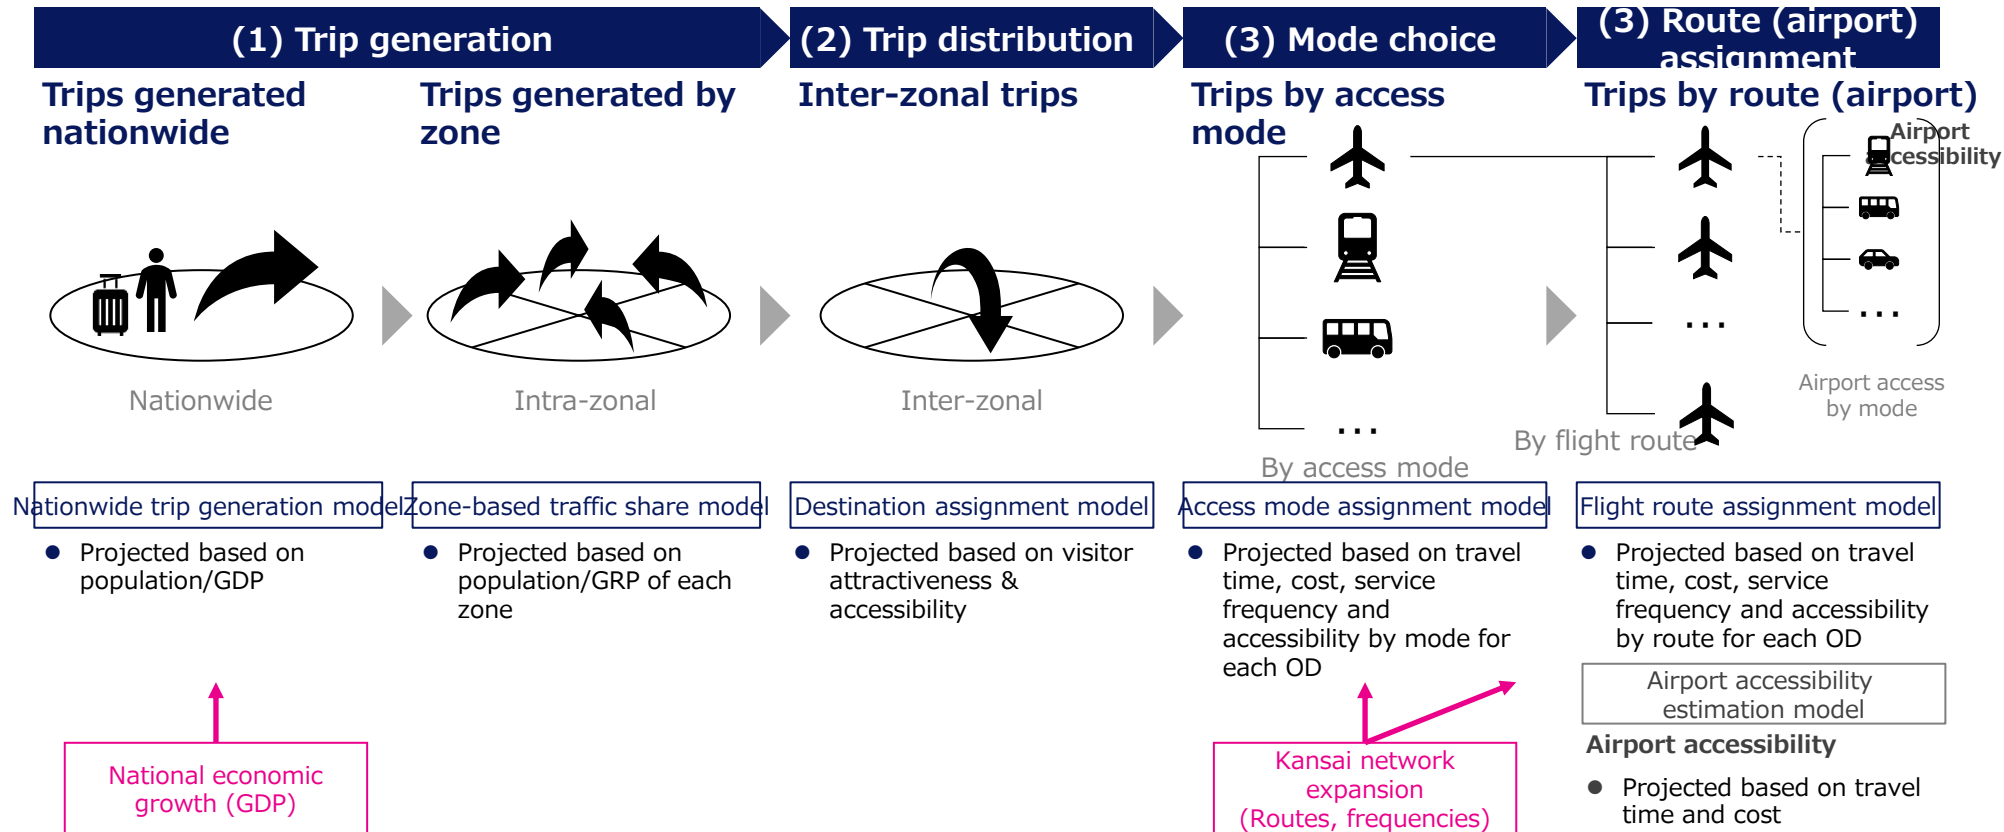 (1) Trip generation
(2) Trip distribution
(3) Mode choice
(3) Route (airport)
assignment
Trips generated
nationwide
Trips generated by
zone
Inter-zonal trips
Trips by access
mode
Trips by route (airport)
Airport
accessibility
...
...
...
Nationwide
Intra-zonal
Inter-zonal
By access mode
By flight route
Airport access
by mode
Nationwide trip generation model
Zone-based traffic share model
Destination assignment model
Access mode assignment model
Flight route assignment model
● Projected based on
population/GDP
● Projected based on
population/GRP of each
zone
● Projected based on visitor
attractiveness &
accessibility
● Projected based on travel
time, cost, service
frequency and
accessibility by mode for
each OD
● Projected based on travel
time, cost, service
frequency and accessibility
by route for each OD
Airport accessibility
estimation model
Airport accessibility
● Projected based on travel
time and cost
National economic
growth (GDP)
Kansai network
expansion
(Routes, frequencies)